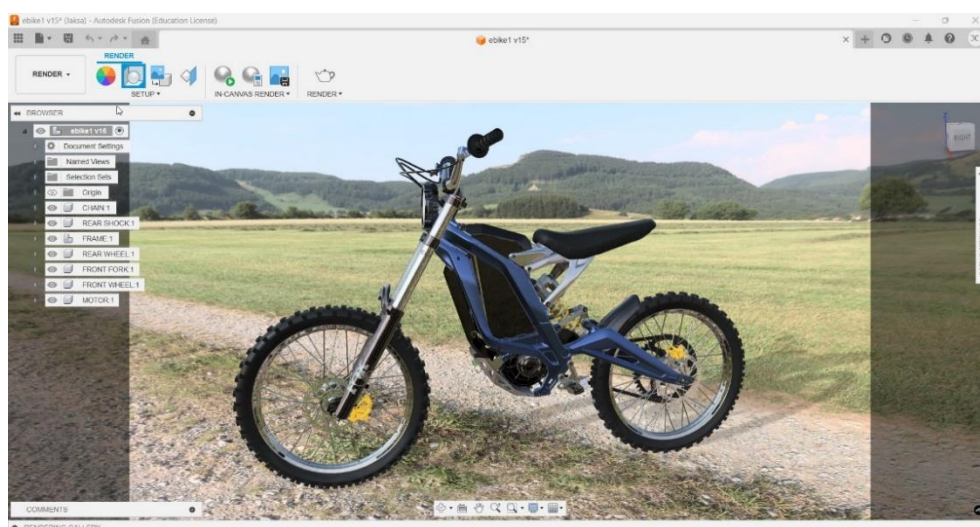 ebike1 v15* (Jaksa) - Autodesk Fusion (Education License)
ebike1 v15*
RENDER
RENDER
SETUP
IN-CANVAS RENDER
RENDER
BROWSER
ebike1 v16
Document Settings
Named Views
Selection Sets
Origin
CHAIN:1
REAR SHOCK:1
FRAME:1
REAR WHEEL:1
FRONT FORK:1
FRONT WHEEL:1
MOTOR:1
RIGHT
COMMENTS
RENDERING GALLERY